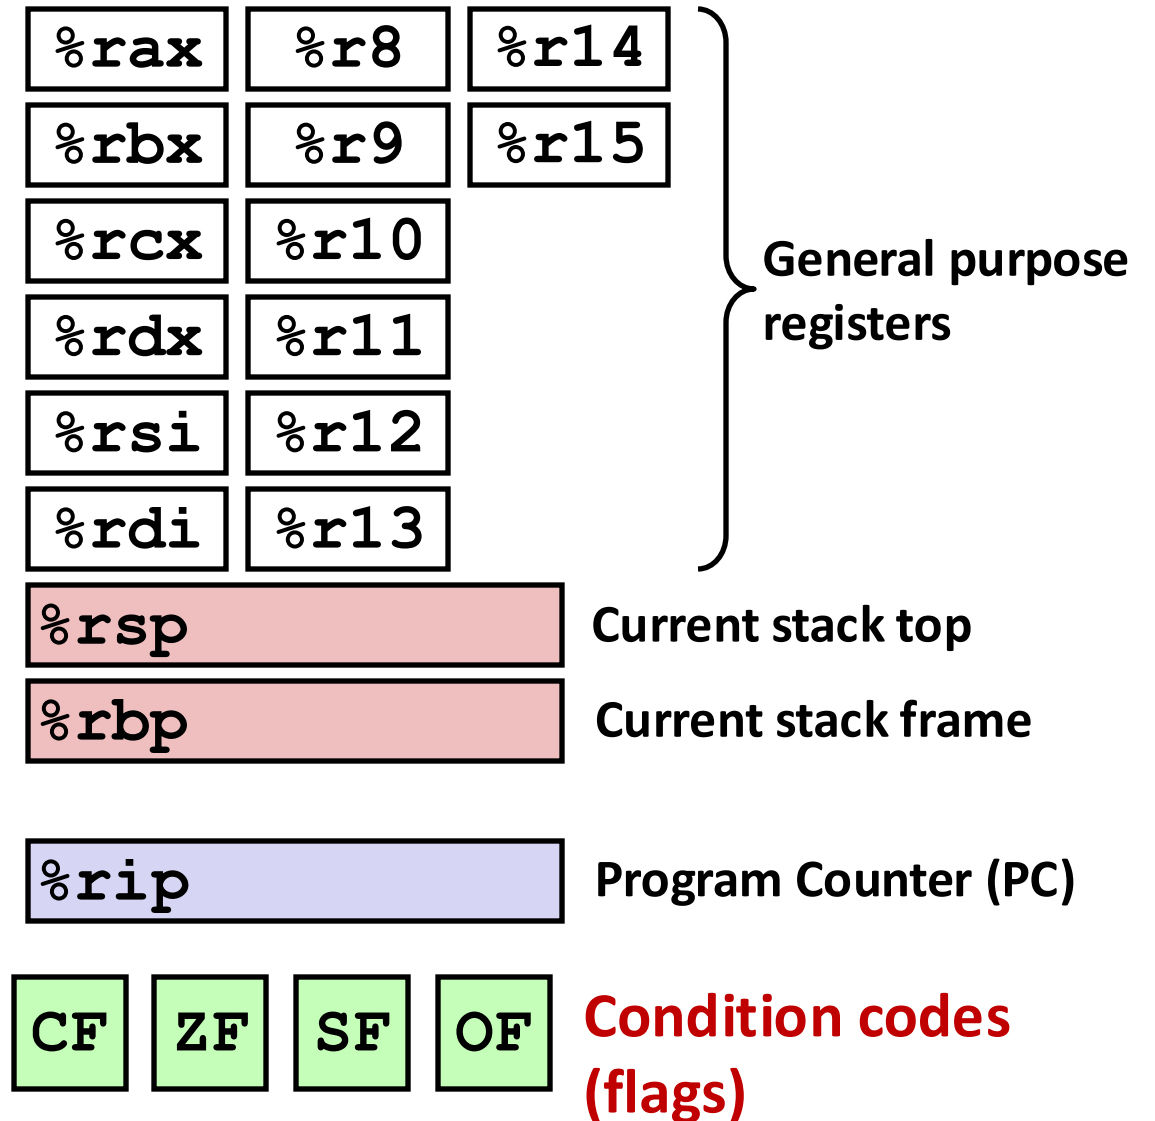 %rax %r8 %r14
%rbx %r9 %r15
%rcx %r10
%rdx %r11
%rsi %r12
%rdi %r13
General purpose
registers
%rsp Current stack top
%rbp Current stack frame
%rip Program Counter (PC)
CF ZF SF OF Condition codes
(flags)